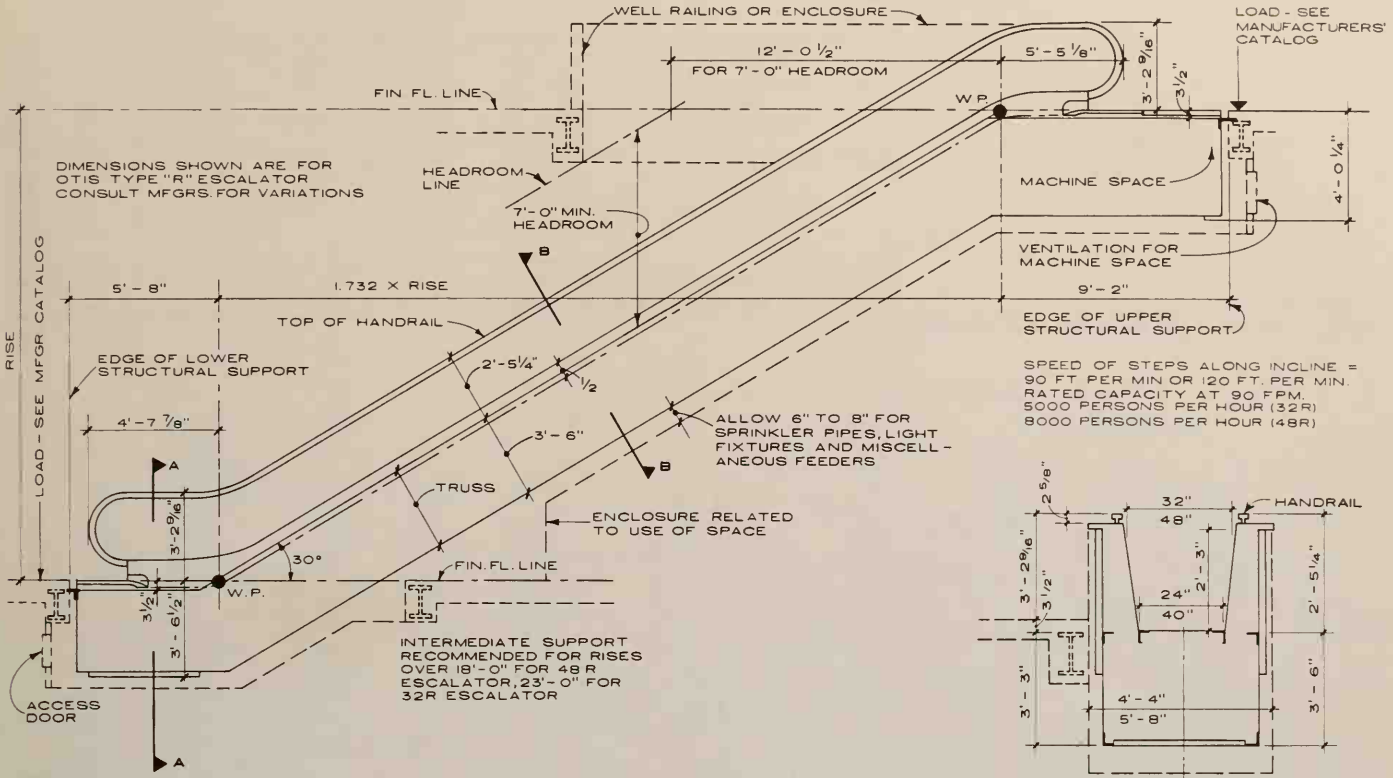 WELL RAILING OR ENCLOSURE
LOAD - SEE
MANUFACTURERS'
CATALOG
12' - 0 1/2"
FOR 7'-0" HEADROOM
5' - 5 1/8"
3' - 2 9/16"
3 1/2"
FIN. FL. LINE
W.P.
DIMENSIONS SHOWN ARE FOR
OTIS TYPE "R" ESCALATOR
CONSULT MFGRS. FOR VARIATIONS
HEADROOM
LINE
7'-0" MIN.
HEADROOM
MACHINE SPACE
4' - 0 1/4"
VENTILATION FOR
MACHINE SPACE
B
RISE
LOAD - SEE MFGR CATALOG
5' - 8"
1.732 X RISE
9' - 2"
TOP OF HANDRAIL
EDGE OF UPPER
STRUCTURAL SUPPORT
EDGE OF LOWER
STRUCTURAL SUPPORT
2' - 5 1/4"
1/2
SPEED OF STEPS ALONG INCLINE =
90 FT PER MIN OR 120 FT. PER MIN.
RATED CAPACITY AT 90 FPM.
5000 PERSONS PER HOUR (32R)
8000 PERSONS PER HOUR (48R)
4' - 7 7/8"
3' - 6"
ALLOW 6" TO 8" FOR
SPRINKLER PIPES, LIGHT
FIXTURES AND MISCELL-
ANEOUS FEEDERS
B
A
TRUSS
3' - 2 9/16"
ENCLOSURE RELATED
TO USE OF SPACE
30°
FIN. FL. LINE
W.P.
3 1/2"
3' - 6 1/2"
INTERMEDIATE SUPPORT
RECOMMENDED FOR RISES
OVER 18'-0" FOR 48 R
ESCALATOR, 23'-0" FOR
32R ESCALATOR
ACCESS
DOOR
A
2 5/8"
32"
48"
HANDRAIL
3' - 2 9/16"
3 1/2"
2' - 3"
2' - 5 1/4"
24"
40"
3' - 3"
4' - 4"
5' - 8"
3' - 6"